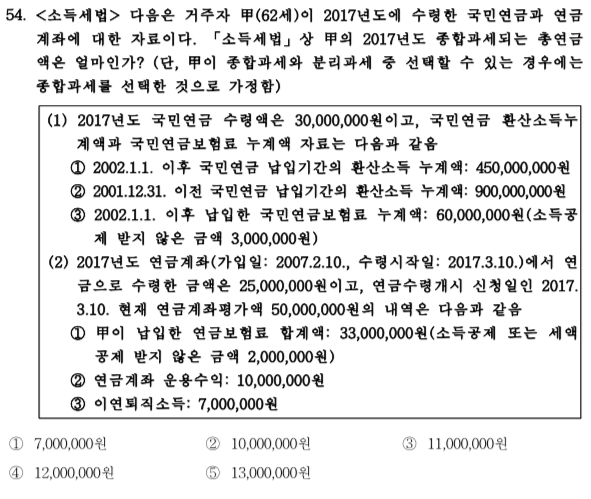 54. <소득세법> 다음은 거주자 甲(62세)이 2017년도에 수령한 국민연금과 연금
계좌에 대한 자료이다. 「소득세법」상 甲의 2017년도 종합과세되는 총연금
액은 얼마인가? (단, 甲이 종합과세와 분리과세 중 선택할 수 있는 경우에는
종합과세를 선택한 것으로 가정함)
(1) 2017년도 국민연금 수령액은 30,000,000원이고, 국민연금 환산소득누
계액과 국민연금보험료 누계액 자료는 다음과 같음
① 2002.1.1. 이후 국민연금 납입기간의 환산소득 누계액: 450,000,000원
② 2001.12.31. 이전 국민연금 납입기간의 환산소득 누계액: 900,000,000원
③ 2002.1.1. 이후 납입한 국민연금보험료 누계액: 60,000,000원(소득공
제 받지 않은 금액 3,000,000원)
(2) 2017년도 연금계좌(가입일: 2007.2.10., 수령시작일: 2017.3.10.)에서 연
금으로 수령한 금액은 25,000,000원이고, 연금수령개시 신청일인 2017.
3.10. 현재 연금계좌평가액 50,000,000원의 내역은 다음과 같음
① 甲이 납입한 연금보험료 합계액: 33,000,000원(소득공제 또는 세액
공제 받지 않은 금액 2,000,000원)
② 연금계좌 운용수익: 10,000,000원
③ 이연퇴직소득: 7,000,000원
① 7,000,000원 ② 10,000,000원 ③ 11,000,000원
④ 12,000,000원 ⑤ 13,000,000원